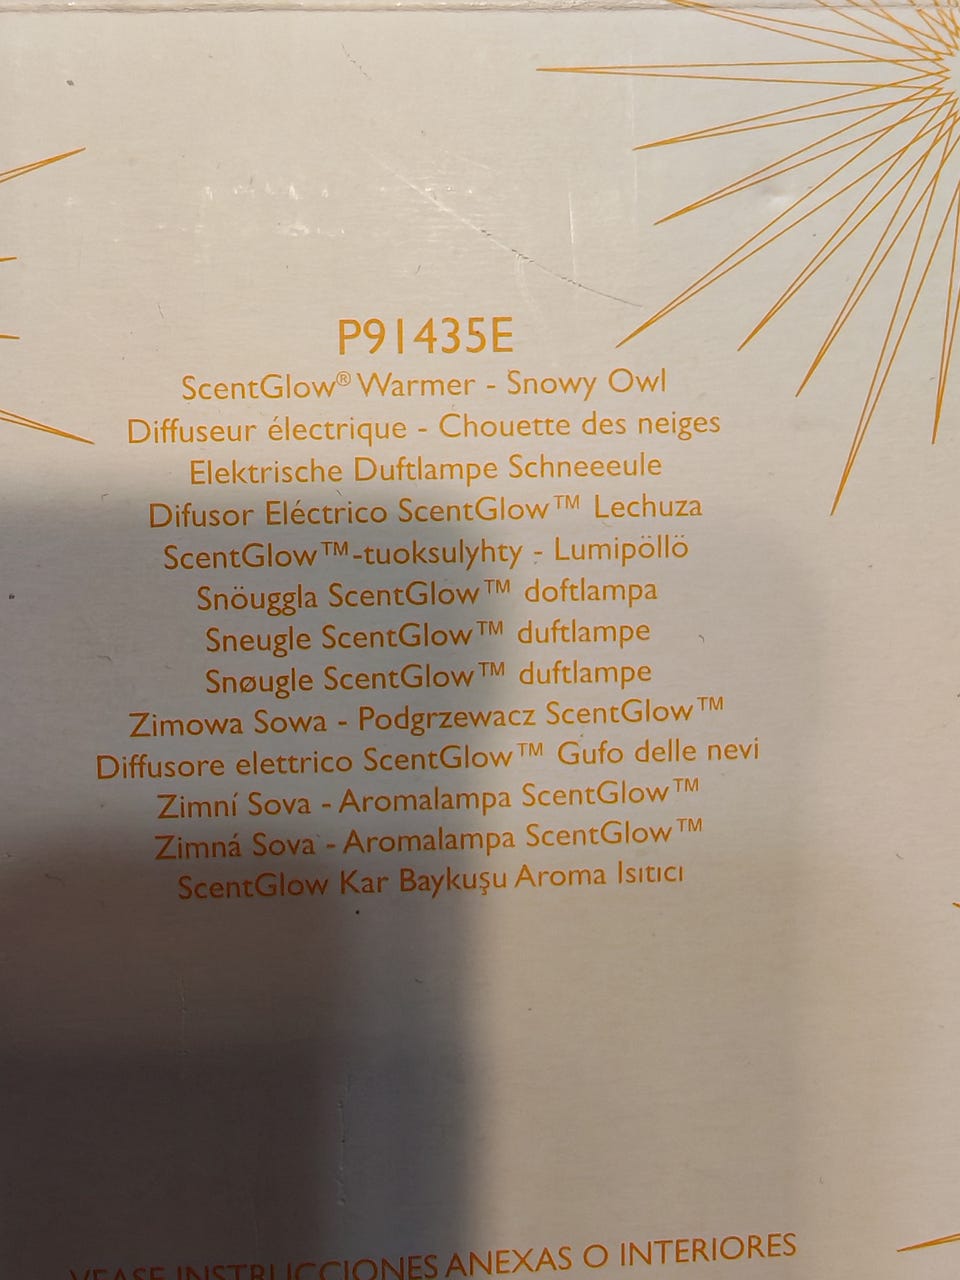 P91435E
ScentGlow® Warmer - Snowy Owl
Diffuseur électrique - Chouette des neiges
Elektrische Duftlampe Schneeeule
Difusor Eléctrico ScentGlow™ Lechuza
ScentGlow™-tuoksulyhty - Lumipöllö
Snöuggla ScentGlow™ doftlampa
Sneugle ScentGlow™ duftlampe
Snøugle ScentGlow™ duftlampe
Zimowa Sowa - Podgrzewacz ScentGlow™
Diffusore elettrico ScentGlow™ Gufo delle nevi
Zimní Sova - Aromalampa ScentGlow™
Zimná Sova - Aromalampa ScentGlow™
ScentGlow Kar Baykuşu Aroma Isıtıcı
VEASE INSTRUCCIONES ANEXAS O INTERIORES